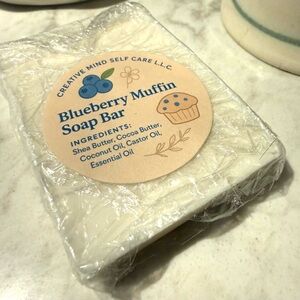 CREATIVE MIND SELF CARE L.L.C.
Blueberry Muffin
Soap Bar
INGREDIENTS:
Shea Butter, Cocoa Butter,
Coconut Oil, Castor Oil,
Essential Oil